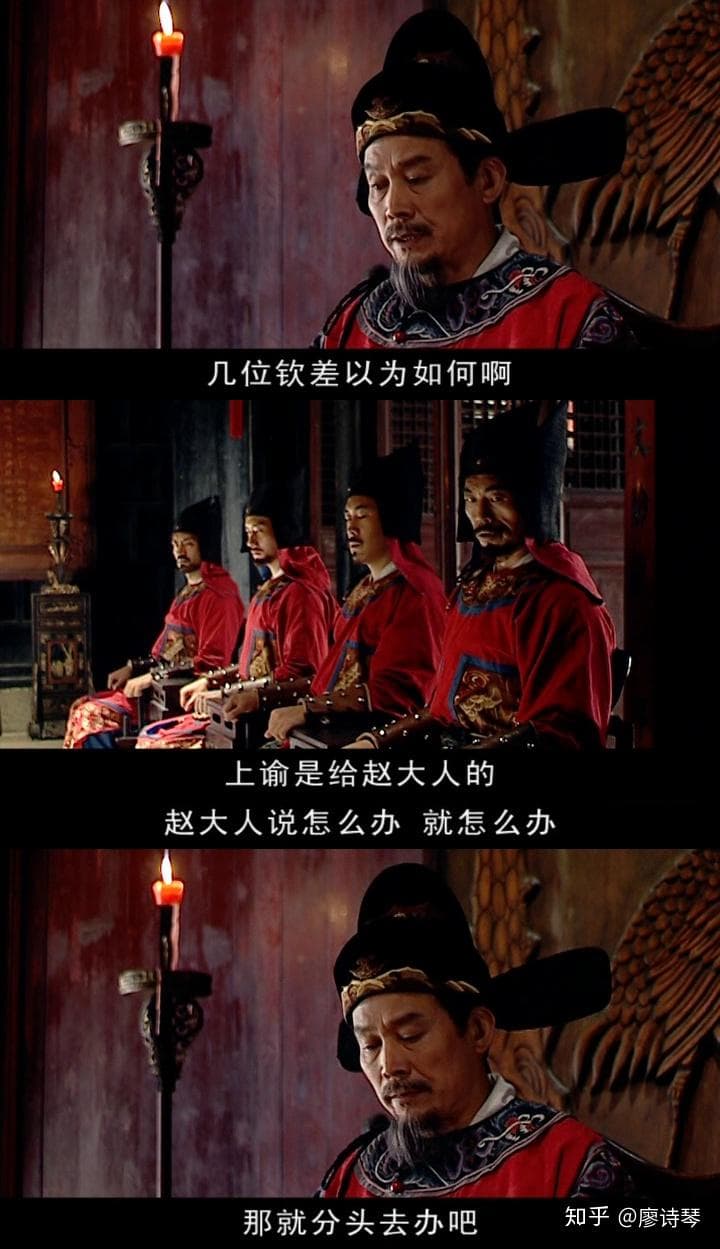 几位钦差以为如何啊
上谕是给赵大人的
赵大人说怎么办 就怎么办
那就分头去办吧
知乎 @廖诗琴